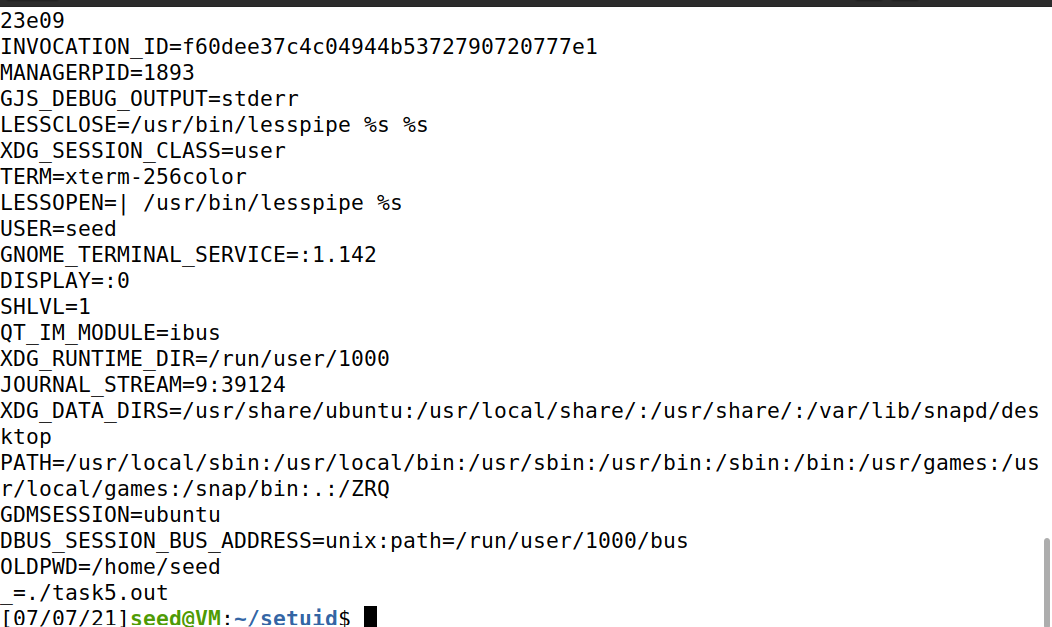 23e09
INVOCATION_ID=f60dee37c4c04944b5372790720777e1
MANAGERPID=1893
GJS_DEBUG_OUTPUT=stderr
LESSCLOSE=/usr/bin/lesspipe %s %s
XDG_SESSION_CLASS=user
TERM=xterm-256color
LESSOPEN=| /usr/bin/lesspipe %s
USER=seed
GNOME_TERMINAL_SERVICE=:1.142
DISPLAY=:0
SHLVL=1
QT_IM_MODULE=ibus
XDG_RUNTIME_DIR=/run/user/1000
JOURNAL_STREAM=9:39124
XDG_DATA_DIRS=/usr/share/ubuntu:/usr/local/share/:/usr/share/:/var/lib/snapd/des
ktop
PATH=/usr/local/sbin:/usr/local/bin:/usr/sbin:/usr/bin:/sbin:/bin:/usr/games:/us
r/local/games:/snap/bin:.:/ZRQ
GDMSESSION=ubuntu
DBUS_SESSION_BUS_ADDRESS=unix:path=/run/user/1000/bus
OLDPWD=/home/seed
_=./task5.out
[07/07/21]seed@VM:~/setuid$